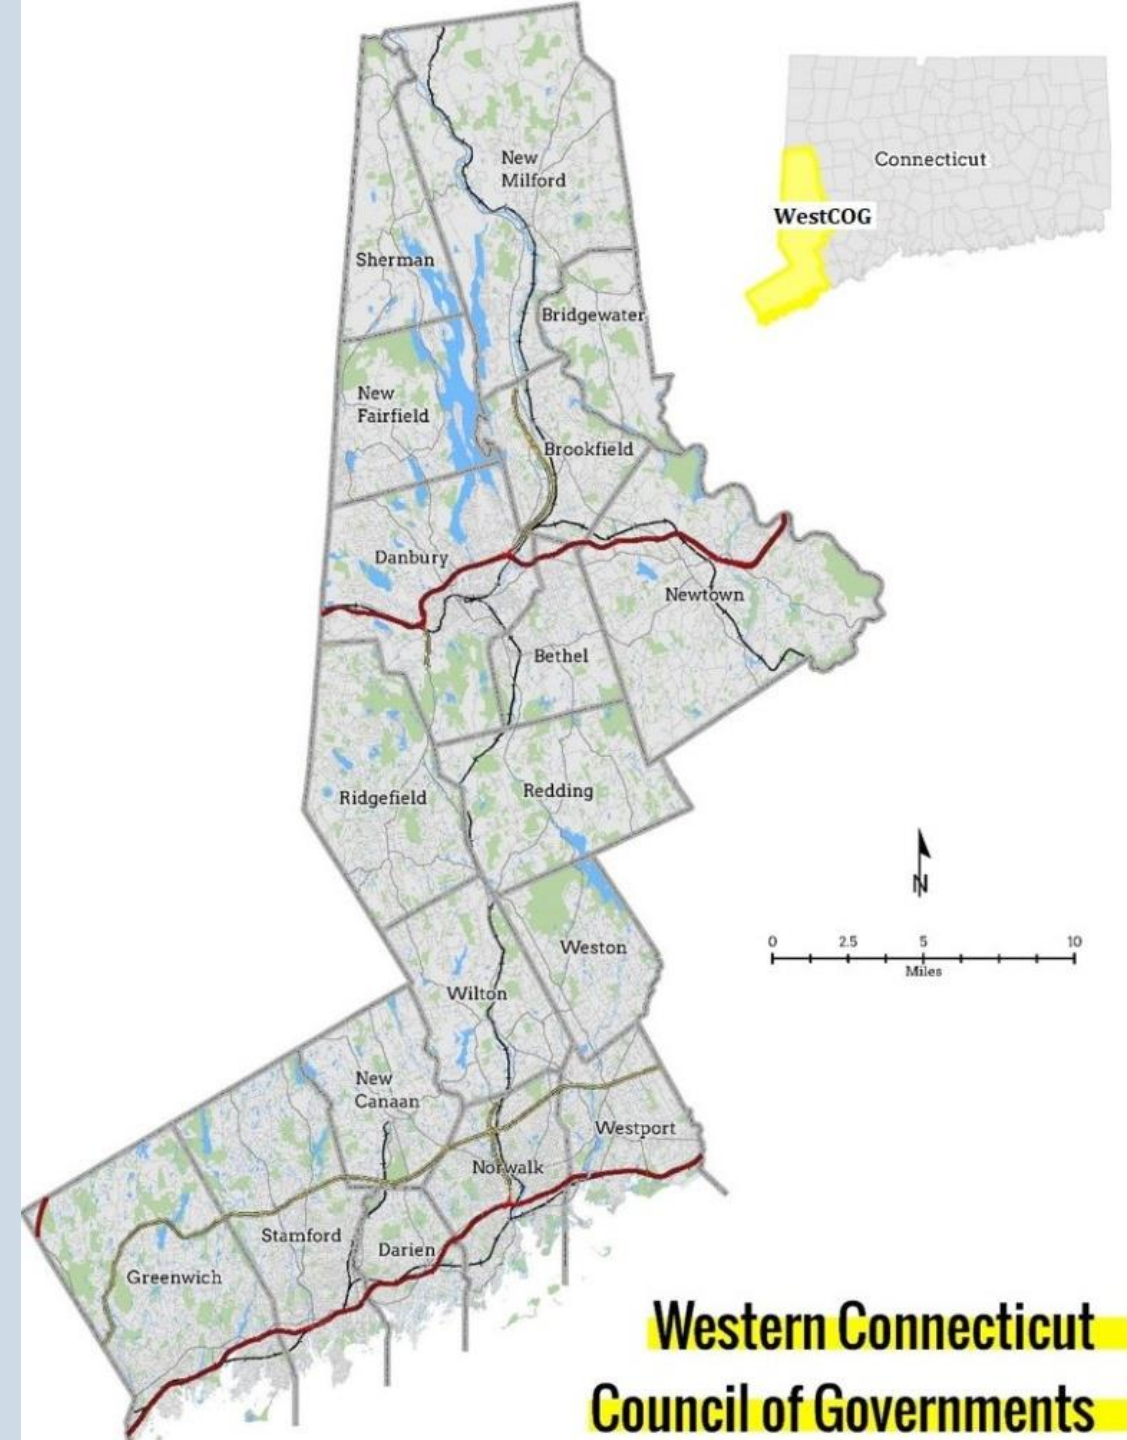 New
Milford
Connecticut
WestCOG
Sherman
Bridgewater
New
Fairfield
Brookfield
Danbury
Newtown
Bethel
Ridgefield
Redding
N
0 2.5 5 10
Miles
Weston
Wilton
New
Canaan
Westport
Norwalk
Stamford
Darien
Greenwich
Western Connecticut
Council of Governments